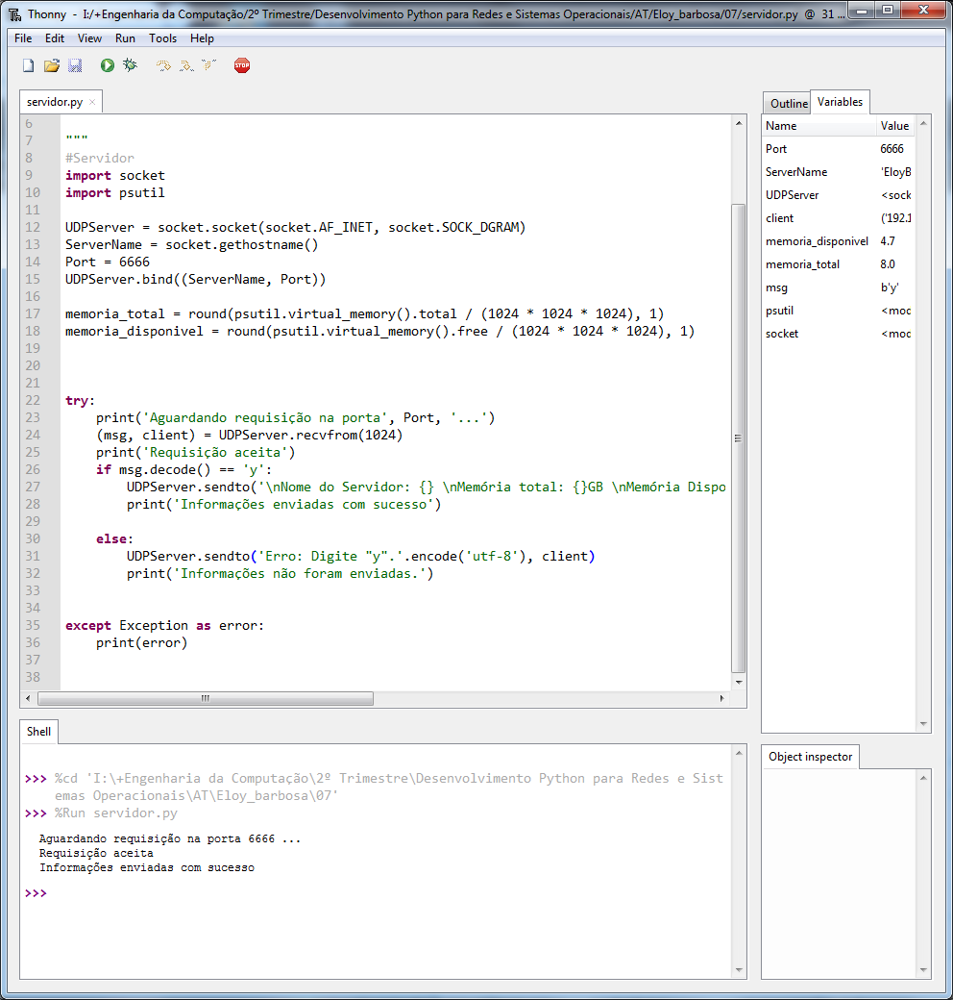 Thonny - I:/+Engenharia da Computação/2º Trimestre/Desenvolvimento Python para Redes e Sistemas Operacionais/AT/Eloy_barbosa/07/servidor.py @ 31 ...
File Edit View Run Tools Help
STOP
servidor.py ×
6
7 """
8 #Servidor
9 import socket
10 import psutil
11
12 UDPServer = socket.socket(socket.AF_INET, socket.SOCK_DGRAM)
13 ServerName = socket.gethostname()
14 Port = 6666
15 UDPServer.bind((ServerName, Port))
16
17 memoria_total = round(psutil.virtual_memory().total / (1024 * 1024 * 1024), 1)
18 memoria_disponivel = round(psutil.virtual_memory().free / (1024 * 1024 * 1024), 1)
19
20
21
22 try:
23     print('Aguardando requisição na porta', Port, '...')
24     (msg, client) = UDPServer.recvfrom(1024)
25     print('Requisição aceita')
26     if msg.decode() == 'y':
27         UDPServer.sendto('\nNome do Servidor: {} \nMemória total: {}GB \nMemória Dispo
28         print('Informações enviadas com sucesso')
29
30     else:
31         UDPServer.sendto('Erro: Digite "y".'.encode('utf-8'), client)
32         print('Informações não foram enviadas.')
33
34
35 except Exception as error:
36     print(error)
37
38
Outline Variables
Name Value
Port 6666
ServerName 'EloyB
UDPServer <sock
client ('192.1
memoria_disponivel 4.7
memoria_total 8.0
msg b'y'
psutil <moc
socket <moc
Shell
>>> %cd 'I:\+Engenharia da Computação\2º Trimestre\Desenvolvimento Python para Redes e Sist
emas Operacionais\AT\Eloy_barbosa\07'
>>> %Run servidor.py
Aguardando requisição na porta 6666 ...
Requisição aceita
Informações enviadas com sucesso
>>>
Object inspector